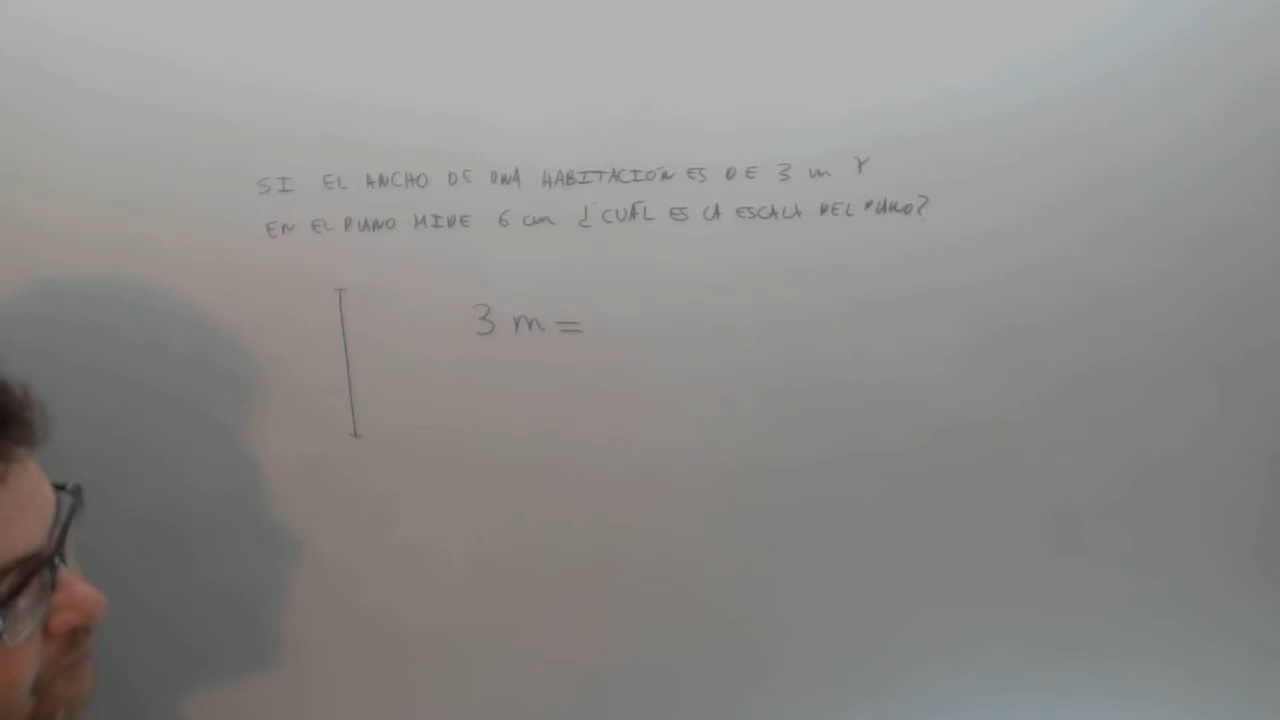 SI EL ANCHO DE UNA HABITACIÓN ES DE 3 m Y
EN EL PLANO MIDE 6 cm ¿CUÁL ES LA ESCALA DEL PLANO?
3 m =